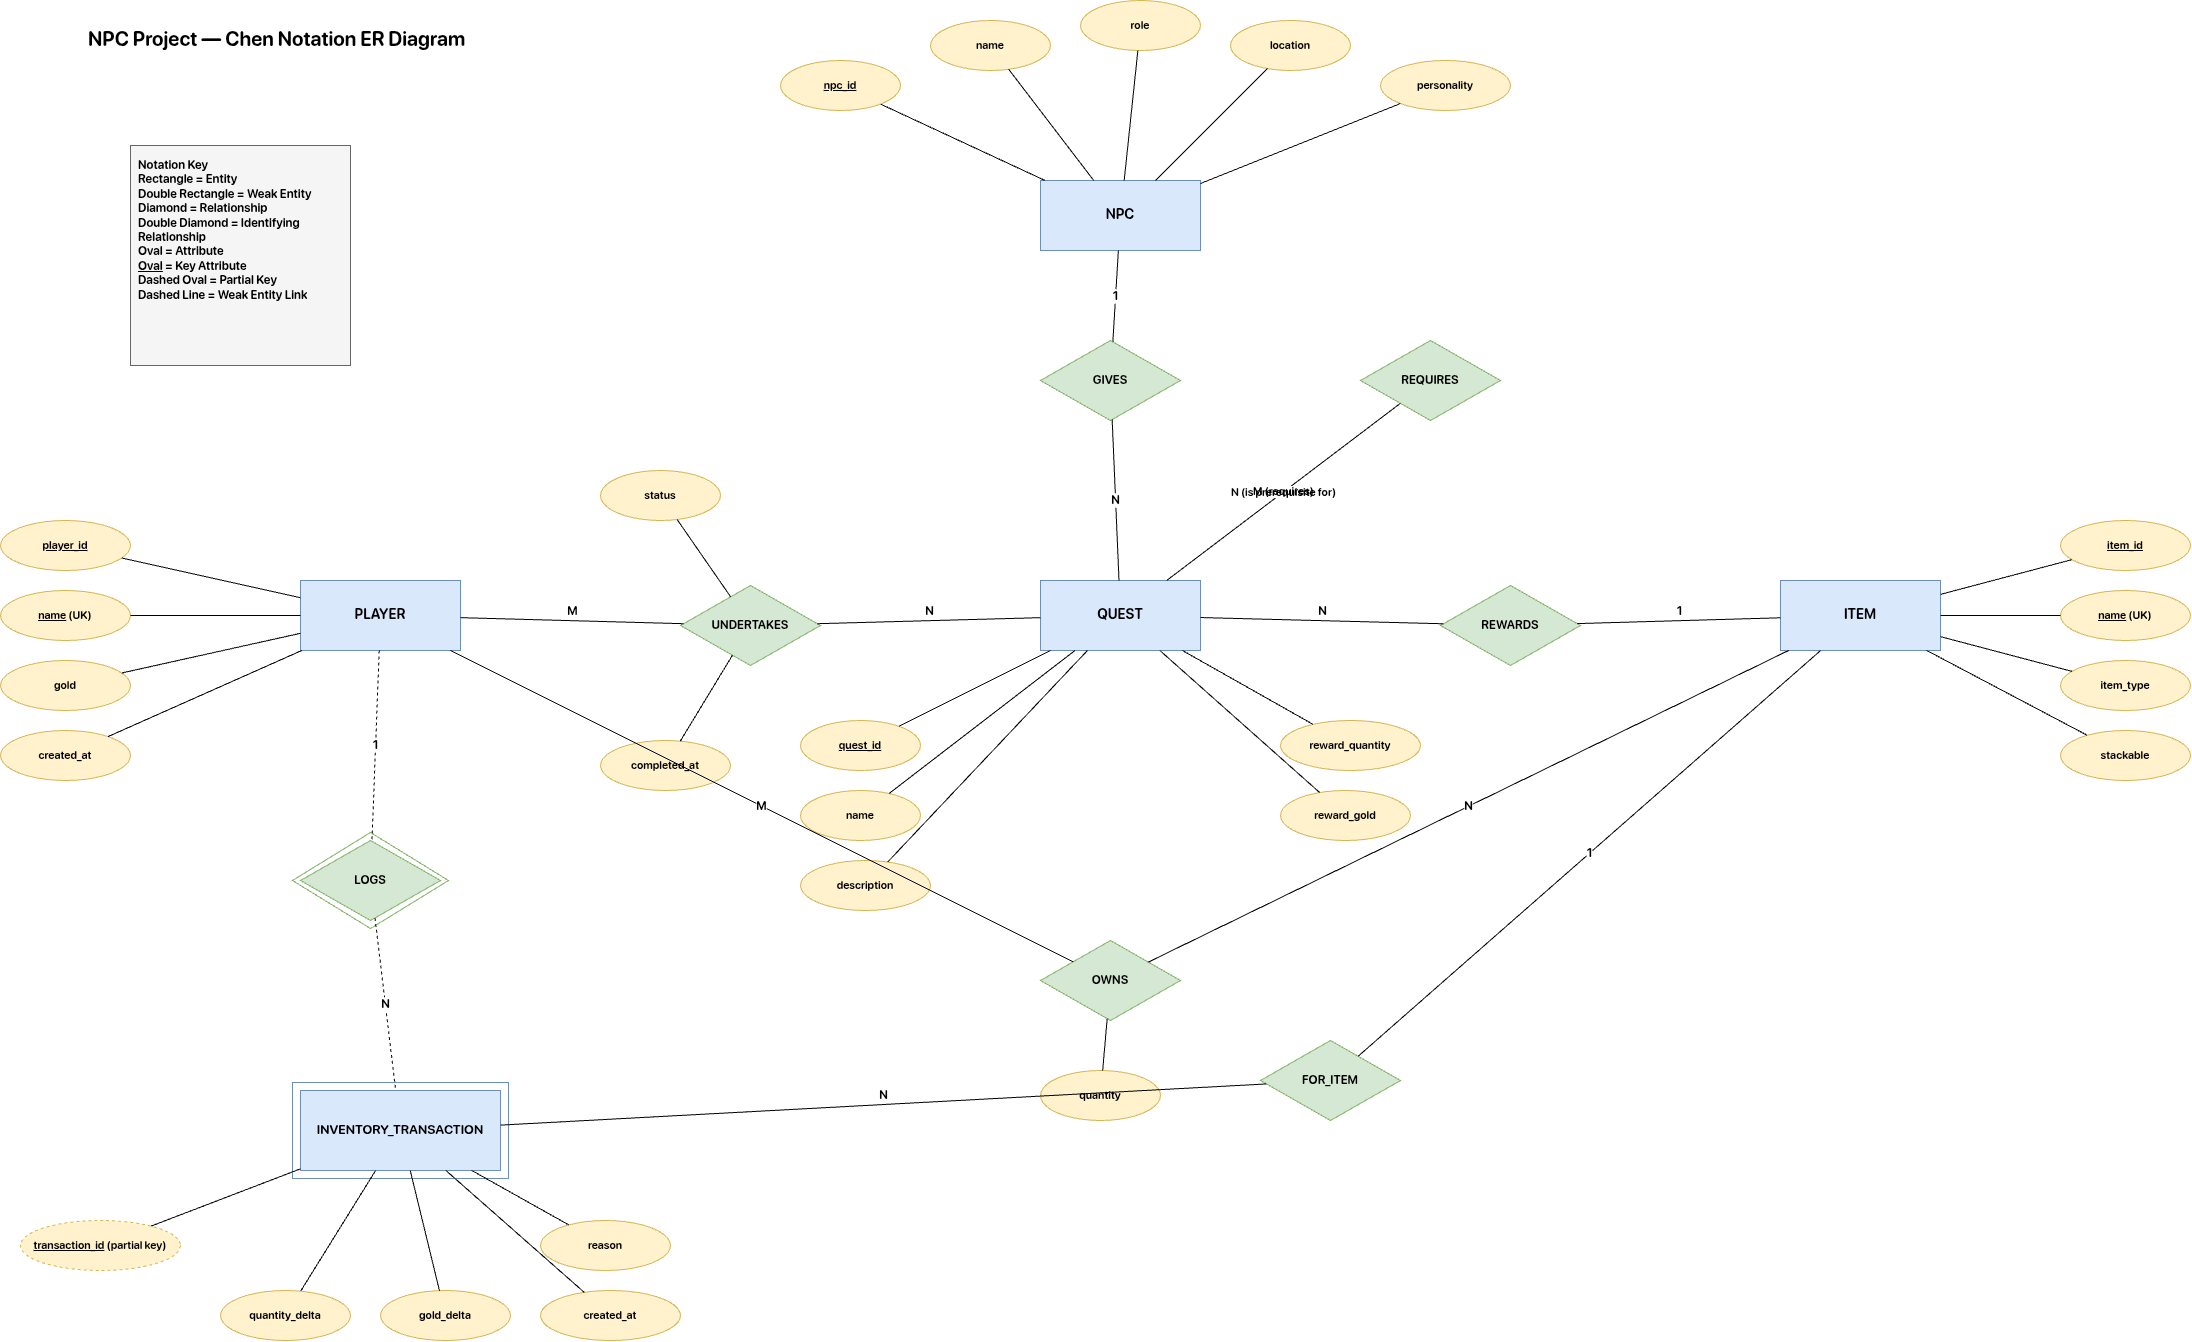 NPC Project — Chen Notation ER Diagram
role
name
location
npc_id
personality
Notation Key
Rectangle = Entity
Double Rectangle = Weak Entity
Diamond = Relationship
Double Diamond = Identifying
Relationship
Oval = Attribute
Oval = Key Attribute
Dashed Oval = Partial Key
Dashed Line = Weak Entity Link
NPC
1
GIVES
REQUIRES
N (is prerequisite for)
M (requires)
N
status
player_id
item_id
name (UK)
PLAYER
M
UNDERTAKES
N
QUEST
N
REWARDS
1
ITEM
name (UK)
gold
item_type
created_at
1
completed_at
quest_id
reward_quantity
stackable
M
name
reward_gold
N
1
LOGS
description
OWNS
N
FOR_ITEM
N
quantity
INVENTORY_TRANSACTION
transaction_id (partial key)
reason
quantity_delta
gold_delta
created_at